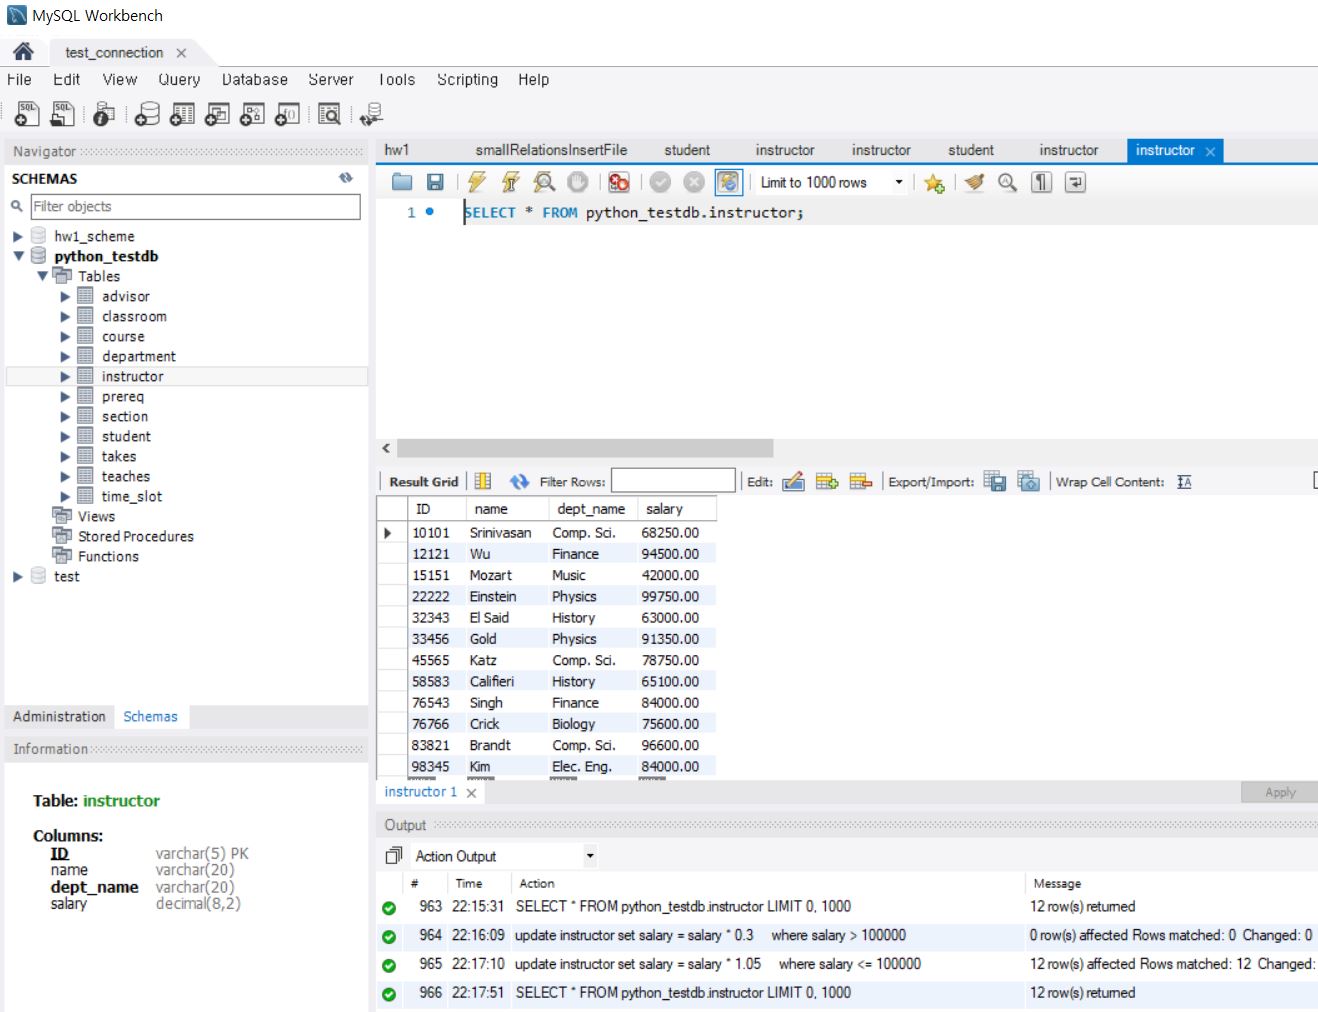 MySQL Workbench
test_connection
File Edit View Query Database Server Tools Scripting Help
Navigator
SCHEMAS
Filter objects
hw1_scheme
python_testdb
Tables
advisor
classroom
course
department
instructor
prereq
section
student
takes
teaches
time_slot
Views
Stored Procedures
Functions
test
Administration Schemas
Information
Table: instructor
Columns:
ID varchar(5) PK
name varchar(20)
dept_name varchar(20)
salary decimal(8,2)
hw1 smallRelationsInsertFile student instructor instructor student instructor instructor
Limit to 1000 rows
1 SELECT * FROM python_testdb.instructor;
Result Grid Filter Rows: Edit: Export/Import: Wrap Cell Content:
ID name dept_name salary
10101 Srinivasan Comp. Sci. 68250.00
12121 Wu Finance 94500.00
15151 Mozart Music 42000.00
22222 Einstein Physics 99750.00
32343 El Said History 63000.00
33456 Gold Physics 91350.00
45565 Katz Comp. Sci. 78750.00
58583 Califieri History 65100.00
76543 Singh Finance 84000.00
76766 Crick Biology 75600.00
83821 Brandt Comp. Sci. 96600.00
98345 Kim Elec. Eng. 84000.00
instructor 1 Apply
Output
Action Output
# Time Action Message
963 22:15:31 SELECT * FROM python_testdb.instructor LIMIT 0, 1000 12 row(s) returned
964 22:16:09 update instructor set salary = salary * 0.3 where salary > 100000 0 row(s) affected Rows matched: 0 Changed: 0
965 22:17:10 update instructor set salary = salary * 1.05 where salary <= 100000 12 row(s) affected Rows matched: 12 Changed:
966 22:17:51 SELECT * FROM python_testdb.instructor LIMIT 0, 1000 12 row(s) returned